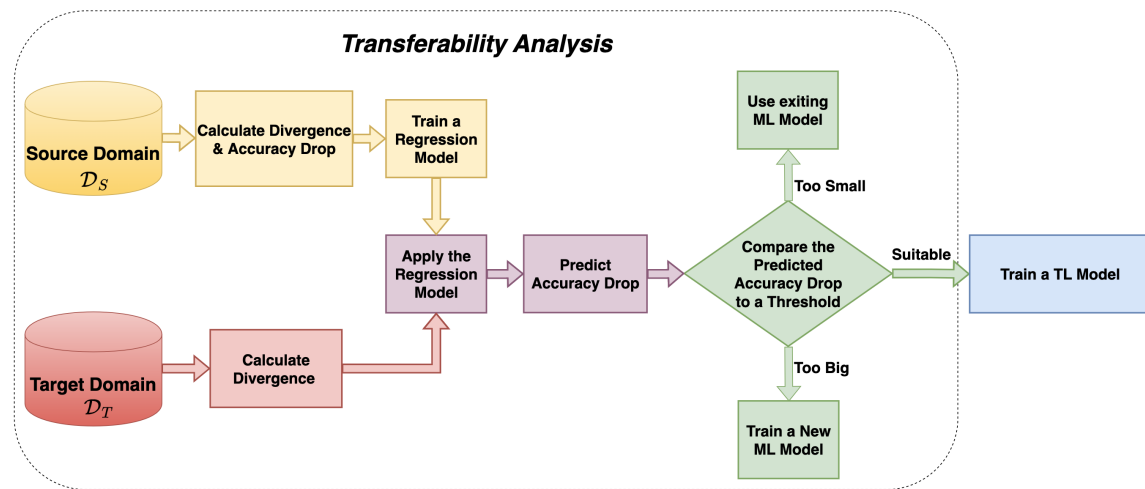 Transferability Analysis
Source Domain
𝒟_S
Calculate Divergence
& Accuracy Drop
Train a
Regression
Model
Use exiting
ML Model
Too Small
Apply the
Regression
Model
Predict
Accuracy Drop
Compare the
Predicted
Accuracy Drop
to a Threshold
Suitable
Train a TL Model
Target Domain
𝒟_T
Calculate
Divergence
Too Big
Train a New
ML Model